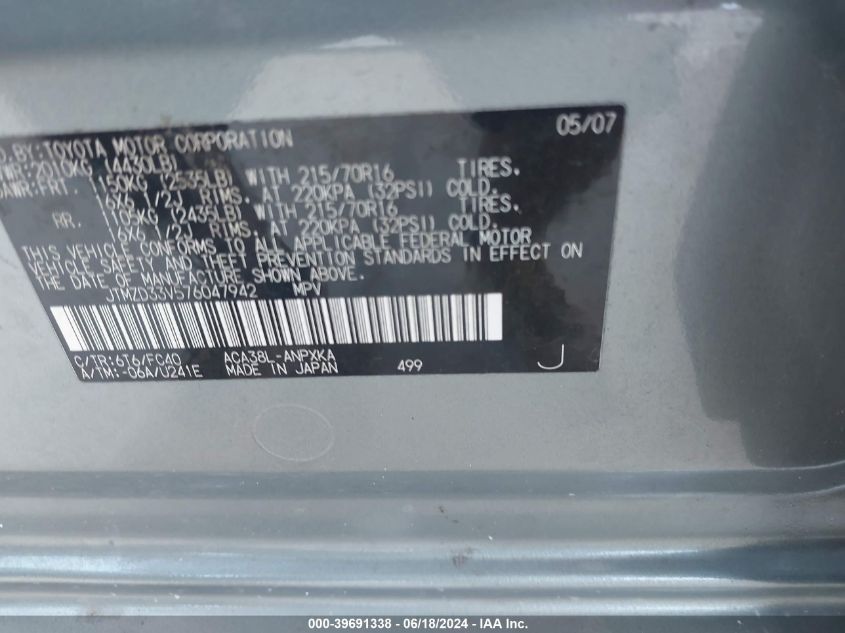 D.BY:TOYOTA MOTOR CORPORATION 05/07
WR:2010KG (4430LB)
AWR:FRT. 1150KG (2535LB) WITH 215/70R16 TIRES.
16X6 1/2J RIMS. AT 220KPA (32PSI) COLD.
RR. 1105KG (2435LB) WITH 215/70R16 TIRES.
16X6 1/2J RIMS. AT 220KPA (32PSI) COLD.
THIS VEHICLE CONFORMS TO ALL APPLICABLE FEDERAL MOTOR
VEHICLE SAFETY AND THEFT PREVENTION STANDARDS IN EFFECT ON
THE DATE OF MANUFACTURE SHOWN ABOVE.
JTMZD33V576047942 MPV
C/TR:6T6/FC40 ACA38L-ANPXKA
A/TM:-06A/U241E MADE IN JAPAN 499 J
000-39691338 - 06/18/2024 - IAA Inc.